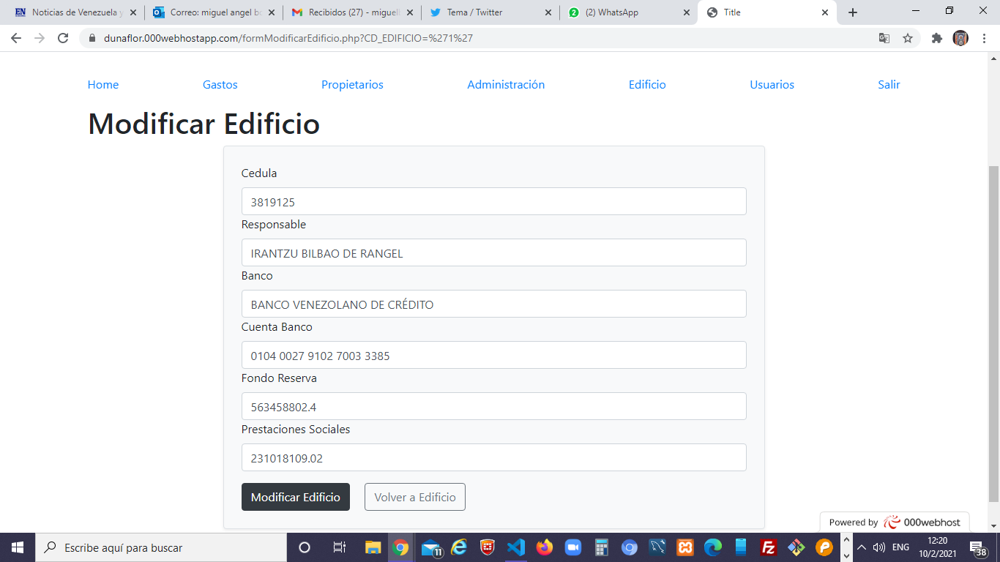 Noticias de Venezuela y
Correo: miguel angel bo
Recibidos (27) - miguell
Tema / Twitter
(2) WhatsApp
Title
dunaflor.000webhostapp.com/formModificarEdificio.php?CD_EDIFICIO=%271%27
Home Gastos Propietarios Administración Edificio Usuarios Salir
Modificar Edificio
Cedula
3819125
Responsable
IRANTZU BILBAO DE RANGEL
Banco
BANCO VENEZOLANO DE CRÉDITO
Cuenta Banco
0104 0027 9102 7003 3385
Fondo Reserva
563458802.4
Prestaciones Sociales
231018109.02
Modificar Edificio Volver a Edificio
Powered by 000webhost
Escribe aquí para buscar
11
ENG
12:20
10/2/2021
38